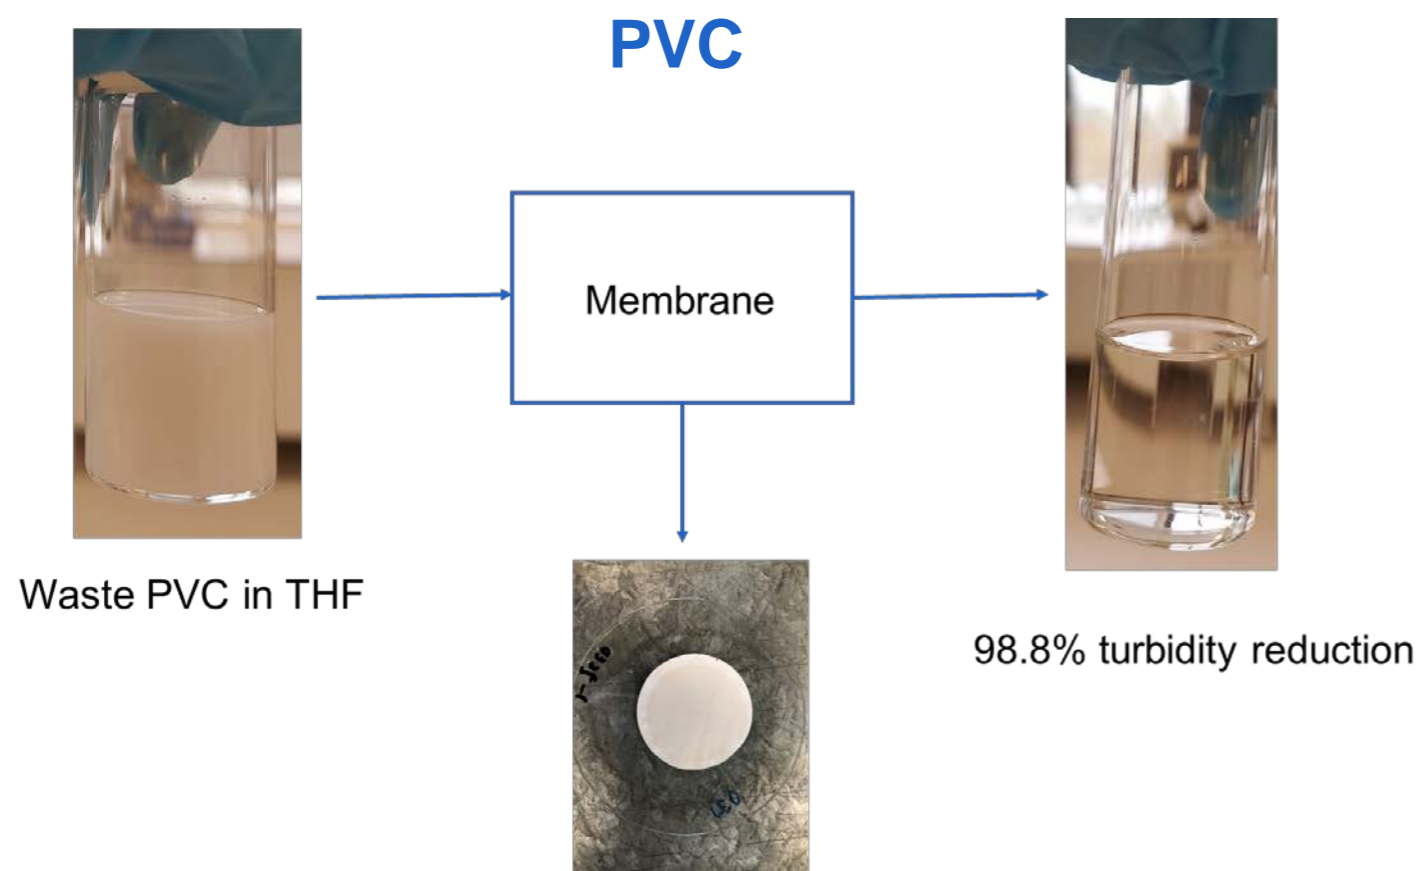 PVC
Membrane
Waste PVC in THF
98.8% turbidity reduction